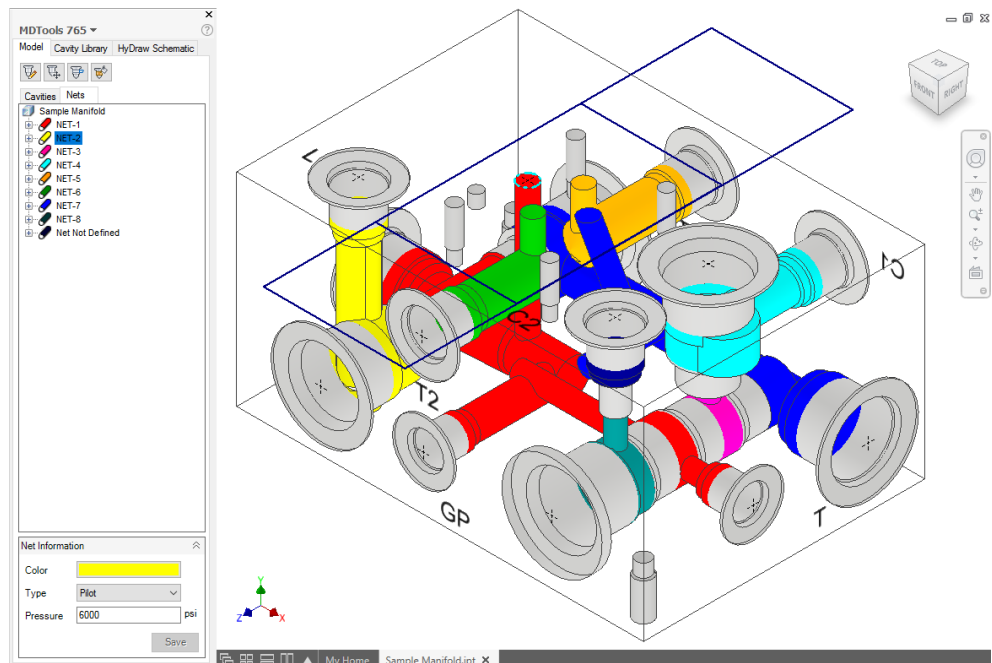 MDTools 765
Model Cavity Library HyDraw Schematic
Cavities Nets
Sample Manifold
NET-1
NET-2
NET-3
NET-4
NET-5
NET-6
NET-7
NET-8
Net Not Defined
Net Information
Color
Type Pilot
Pressure 6000 psi
Save
TOP
FRONT RIGHT
L
C1
C2
T2
GP
T
Y
Z X
My Home Sample Manifold.int